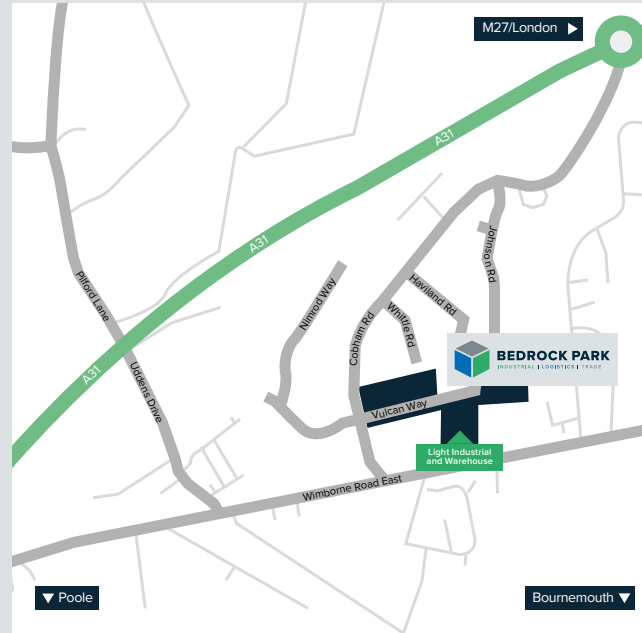 M27/London
A31
A31
Johnson Rd
Pilford Lane
Haviland Rd
Nimrod Way
Whittle Rd
Cobham Rd
BEDROCK PARK
INDUSTRIAL | LOGISTICS | TRADE
A31
Uddens Drive
Vulcan Way
Light Industrial
and Warehouse
Wimborne Road East
Poole
Bournemouth